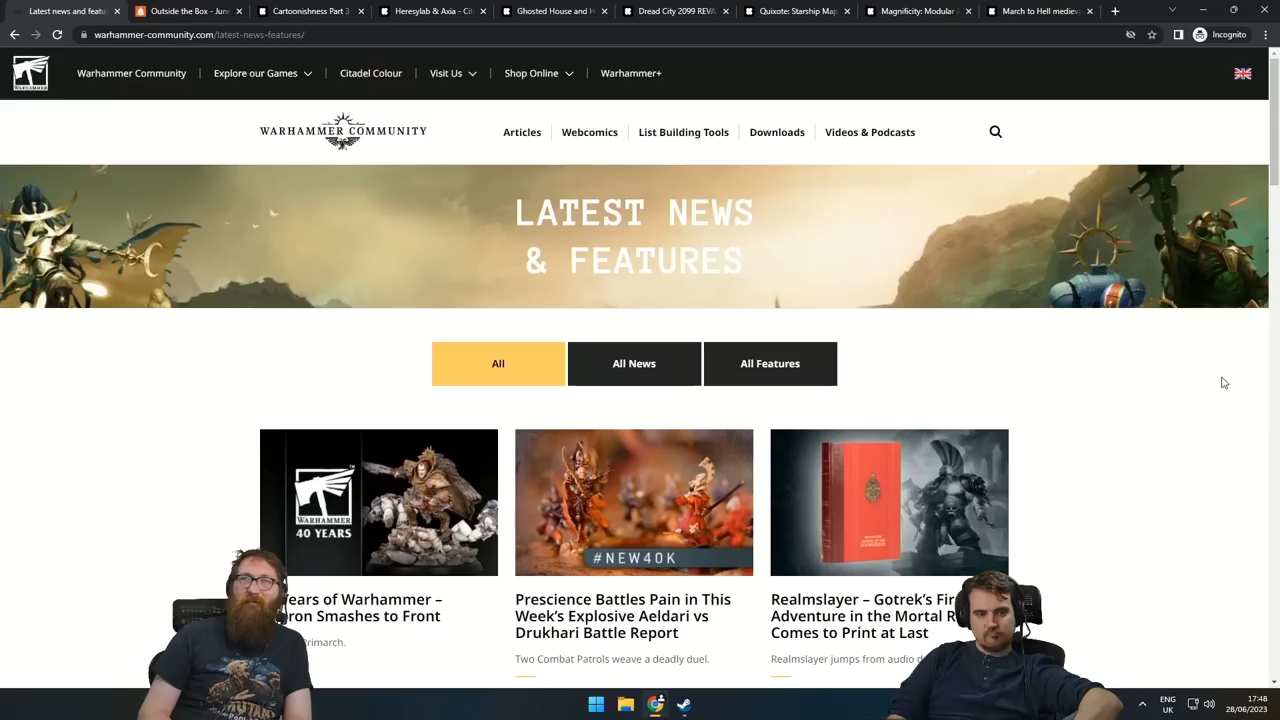 Latest news and features
Outside the Box - June
Cartoonishness Part 3
Heresylab & Axia - Cit
Ghosted House and H
Dread City 2099 REVA
Quixote: Starship Map
Magnificity: Modular
March to Hell mediev
warhammer-community.com/latest-news-features/
Incognito
WARHAMMER
Warhammer Community
Explore our Games
Citadel Colour
Visit Us
Shop Online
Warhammer+
WARHAMMER COMMUNITY
Articles
Webcomics
List Building Tools
Downloads
Videos & Podcasts
LATEST NEWS
& FEATURES
All
All News
All Features
WARHAMMER
40 YEARS
#NEW40K
ears of Warhammer –
ron Smashes to Front
rimarch.
Prescience Battles Pain in This
Week's Explosive Aeldari vs
Drukhari Battle Report
Two Combat Patrols weave a deadly duel.
Realmslayer – Gotrek's Fir
Adventure in the Mortal R
Comes to Print at Last
Realmslayer jumps from audio d
ENG
UK
17:48
28/06/2023